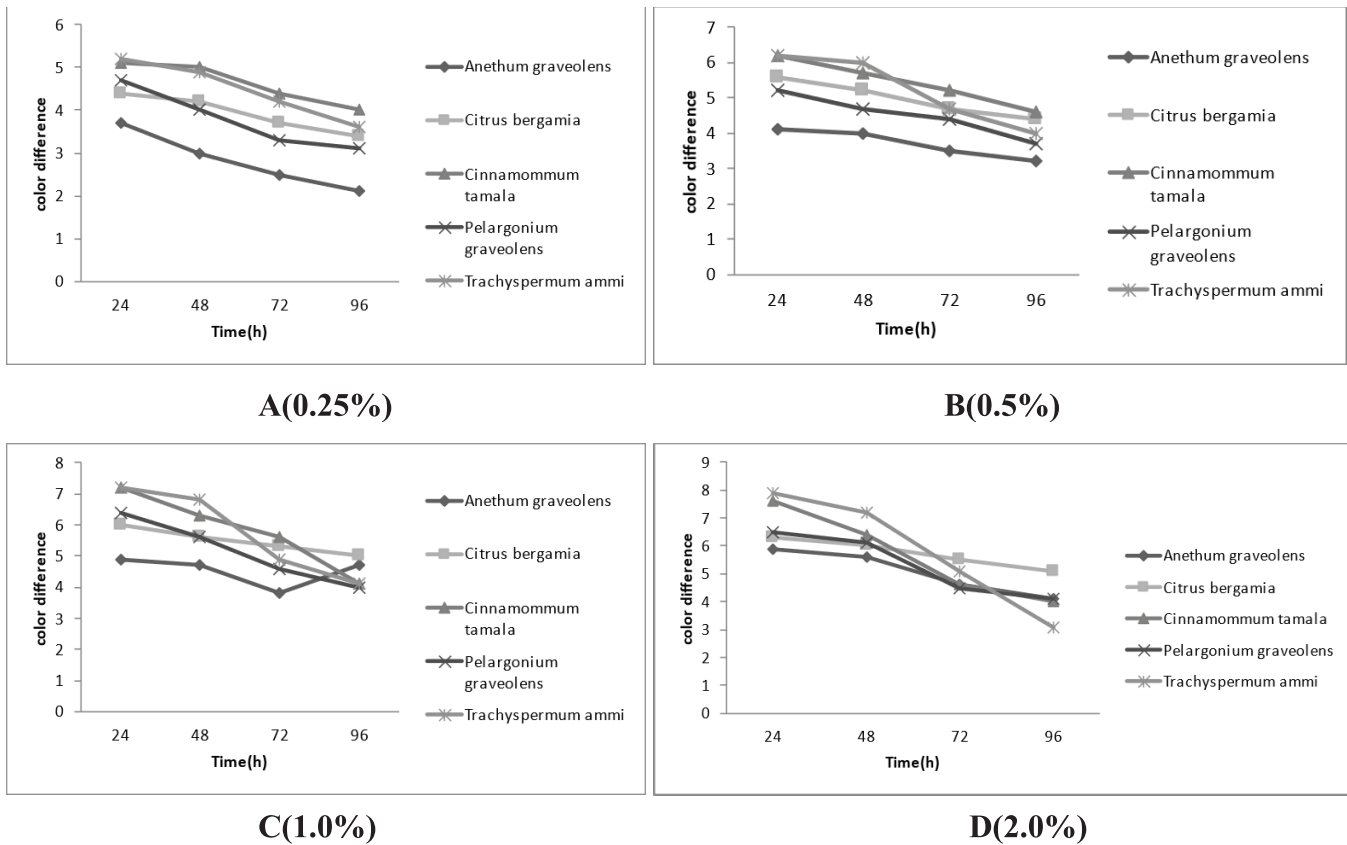 6
5
4
3
2
1
0
color difference
24 48 72 96
Time(h)
Anethum graveolens
Citrus bergamia
Cinnamommum
tamala
Pelargonium
graveolens
Trachyspermum ammi
A(0.25%)
7
6
5
4
3
2
1
0
color difference
24 48 72 96
Time(h)
Anethum graveolens
Citrus bergamia
Cinnamommum
tamala
Pelargonium
graveolens
Trachyspermum ammi
B(0.5%)
8
7
6
5
4
3
2
1
0
color difference
24 48 72 96
Time(h)
Anethum graveolens
Citrus bergamia
Cinnamommum
tamala
Pelargonium
graveolens
Trachyspermum ammi
C(1.0%)
9
8
7
6
5
4
3
2
1
0
color difference
24 48 72 96
Time(h)
Anethum graveolens
Citrus bergamia
Cinnamommum tamala
Pelargonium graveolens
Trachyspermum ammi
D(2.0%)